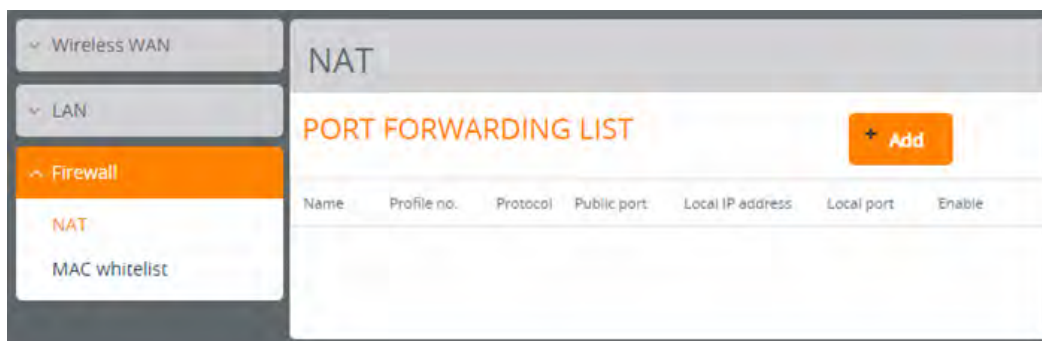 Wireless WAN
LAN
Firewall
NAT
MAC whitelist
NAT
PORT FORWARDING LIST
+ Add
Name Profile no. Protocol Public port Local IP address Local port Enable